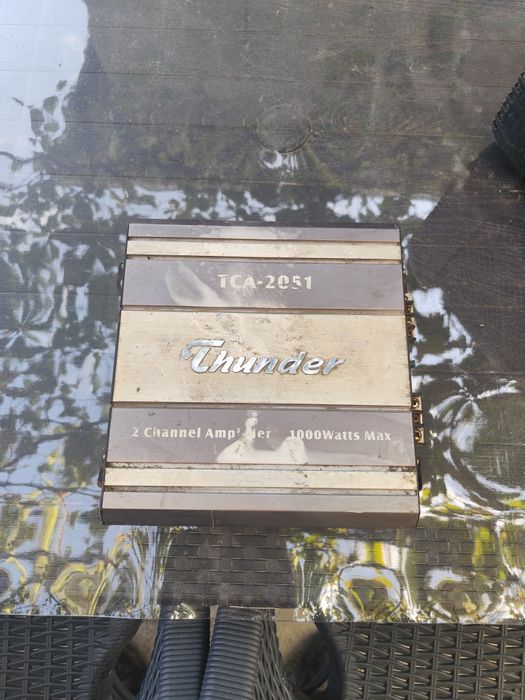 TCA-2051
Thunder
2 Channel Amplifier 1000Watts Max